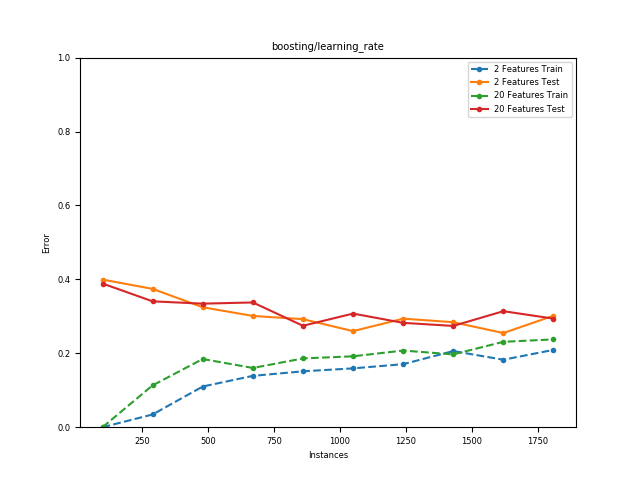 boosting/learning_rate
1.0
0.8
0.6
0.4
0.2
0.0
Error
2 Features Train
2 Features Test
20 Features Train
20 Features Test
250 500 750 1000 1250 1500 1750
Instances